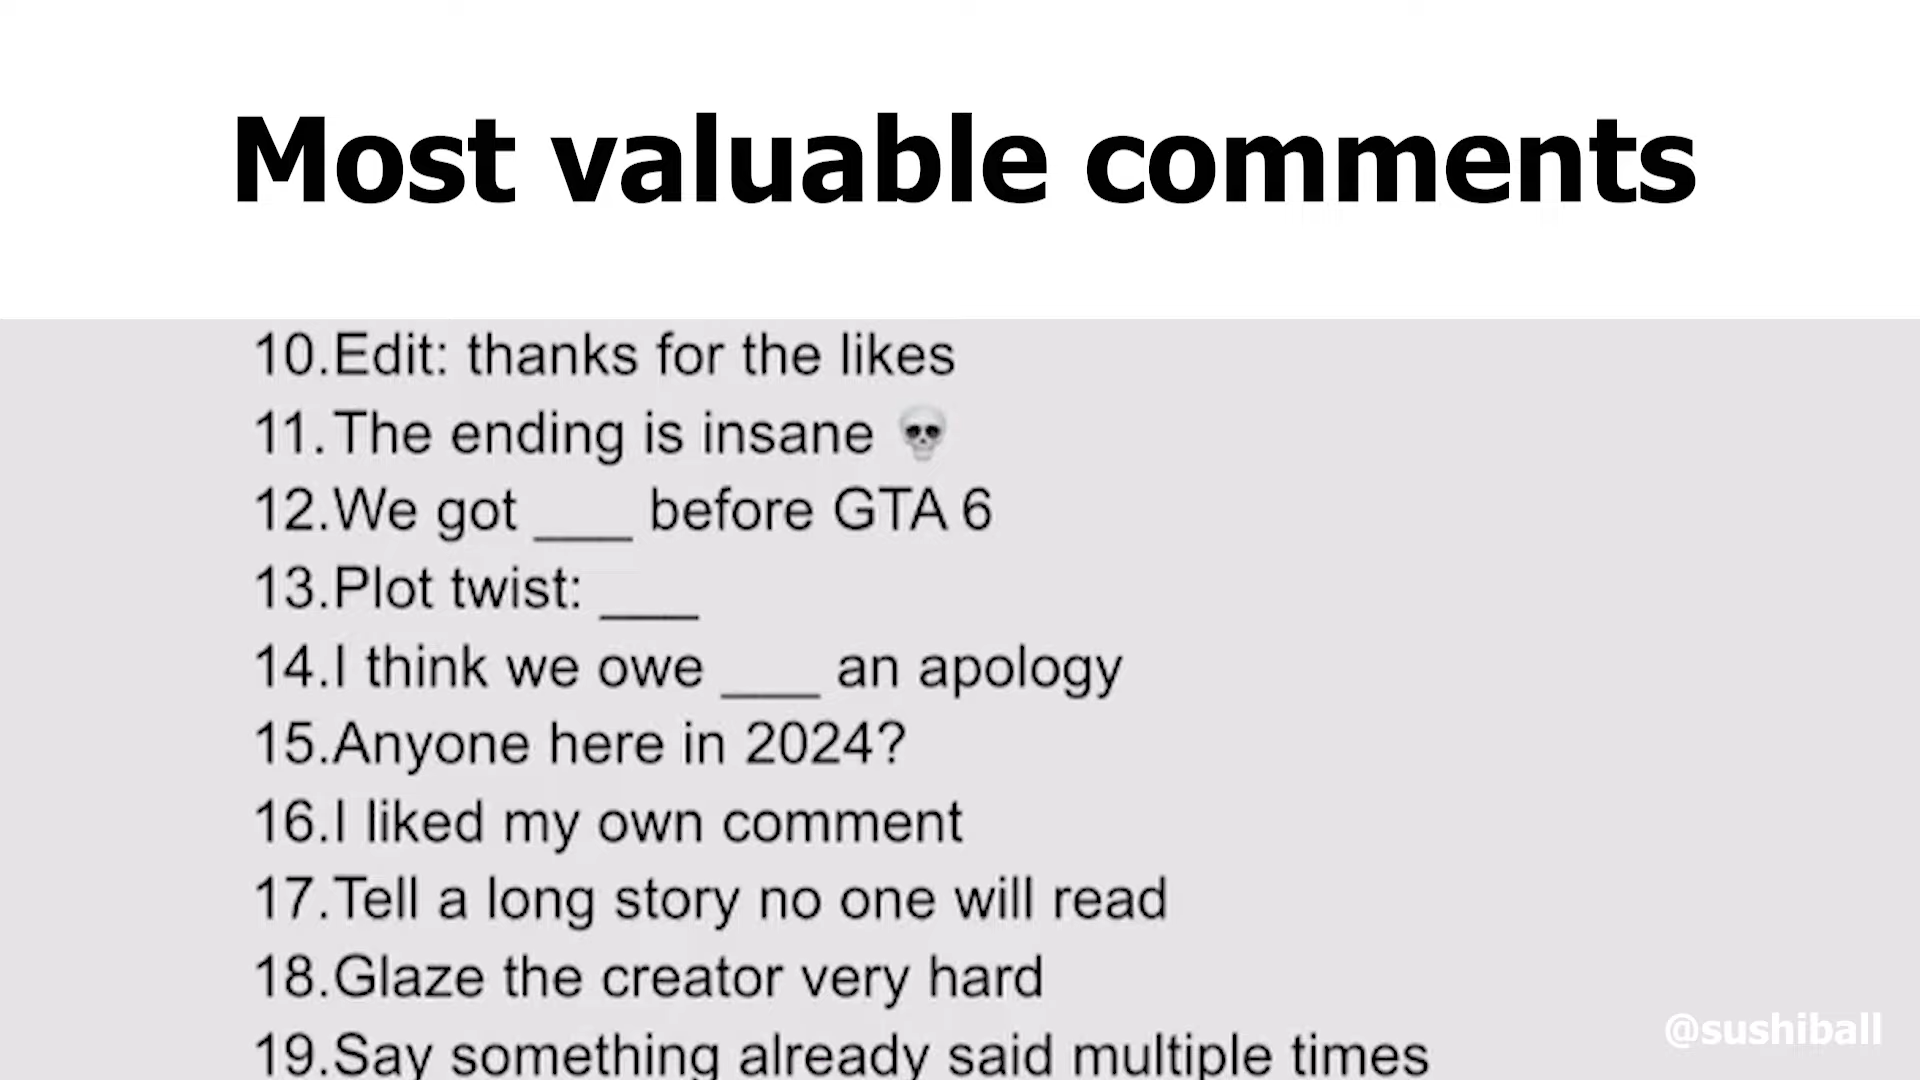 Most valuable comments
10.Edit: thanks for the likes
11.The ending is insane 💀
12.We got ___ before GTA 6
13.Plot twist: ___
14.I think we owe ___ an apology
15.Anyone here in 2024?
16.I liked my own comment
17.Tell a long story no one will read
18.Glaze the creator very hard
19.Say something already said multiple times
@sushiball